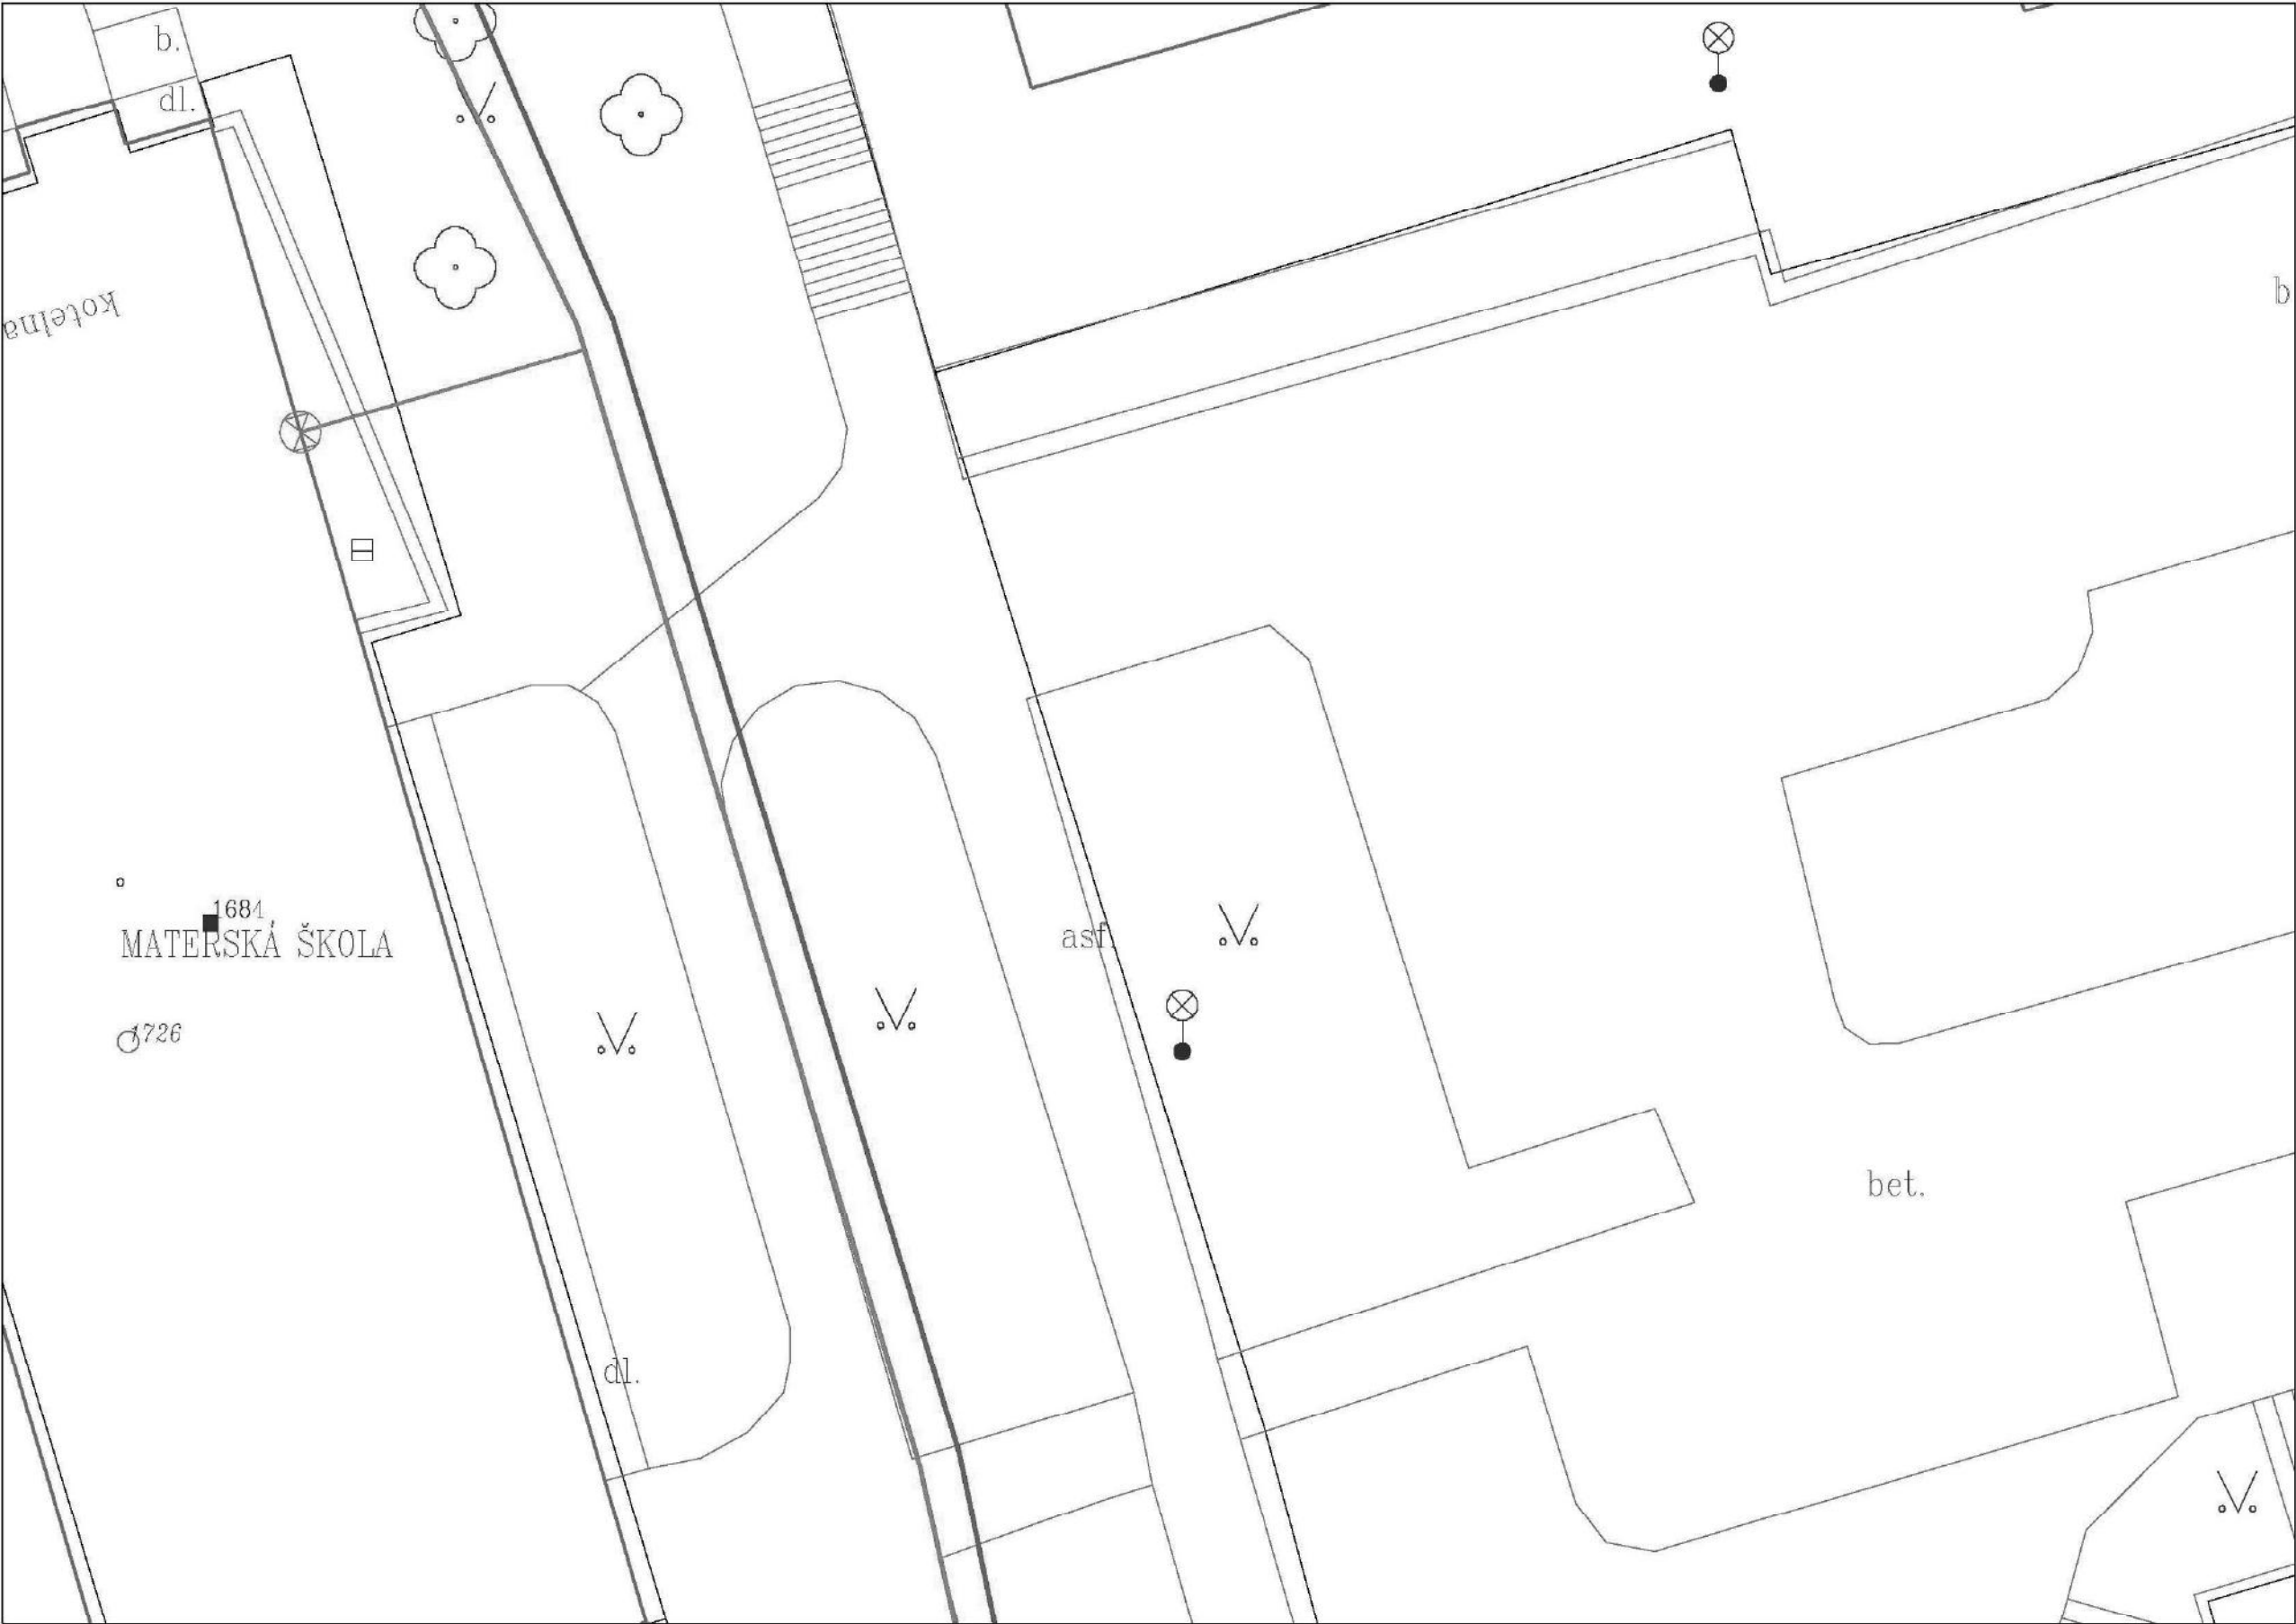 b.
dl.
kotelna
b
1684
MATERSKÁ ŠKOLA
asf.
1726
bet.
dl.